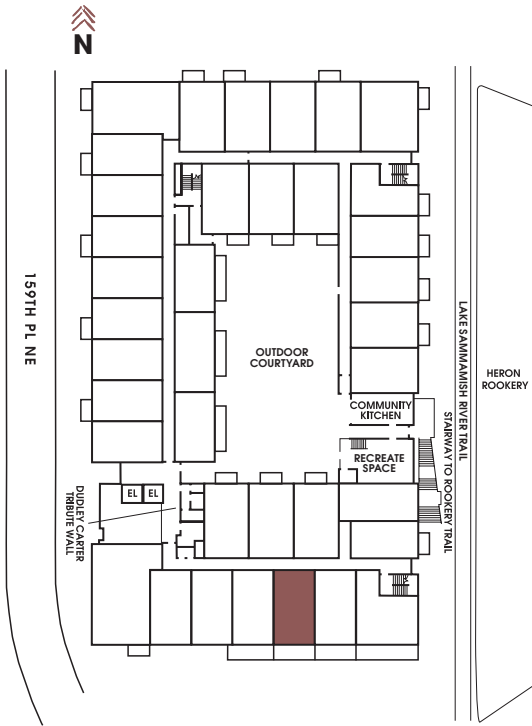 N
159TH PL NE
OUTDOOR
COURTYARD
LAKE SAMMAMISH RIVER TRAIL
HERON
ROOKERY
COMMUNITY
KITCHEN
STAIRWAY TO ROOKERY TRAIL
RECREATE
SPACE
EL EL
DUDLEY CARTER
TRIBUTE WALL